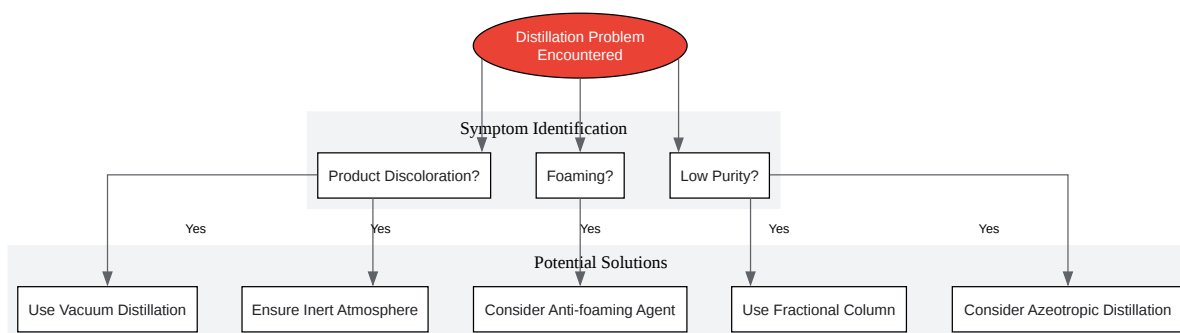 Distillation Problem
Encountered
Symptom Identification
Product Discoloration?
Foaming?
Low Purity?
Yes
Yes
Yes
Yes
Yes
Potential Solutions
Use Vacuum Distillation
Ensure Inert Atmosphere
Consider Anti-foaming Agent
Use Fractional Column
Consider Azeotropic Distillation